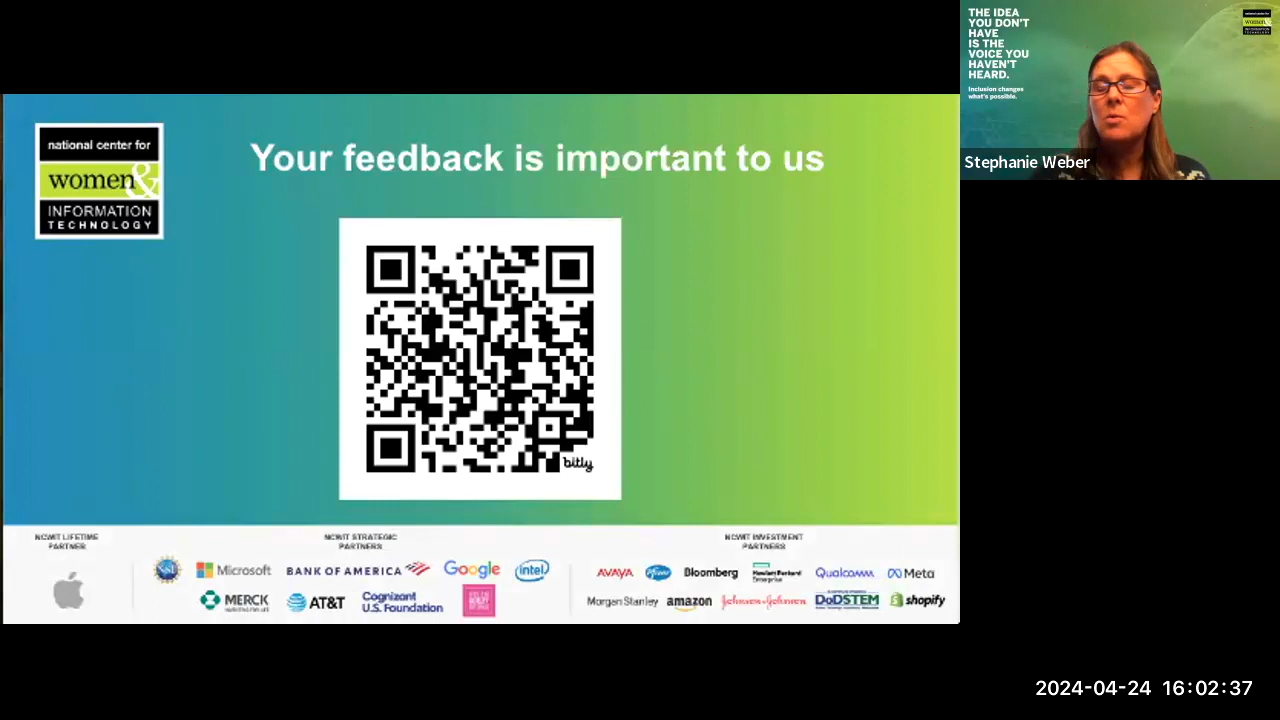 THE IDEA
YOU DON'T
HAVE
IS THE
VOICE YOU
HAVEN'T
HEARD.
Inclusion changes
what's possible.
Stephanie Weber
national center for
women&
INFORMATION
TECHNOLOGY
Your feedback is important to us
bitly
NCWIT LIFETIME
PARTNER
NCWIT STRATEGIC
PARTNERS
NCWIT INVESTMENT
PARTNERS
NSF
Microsoft
BANK OF AMERICA
Google
intel
MERCK
AT&T
Cognizant
U.S. Foundation
AVAYA
Pfizer
Bloomberg
Hewlett Packard
Enterprise
Qualcomm
Meta
Morgan Stanley
amazon
Johnson & Johnson
DoDSTEM
shopify
2024-04-24 16:02:37